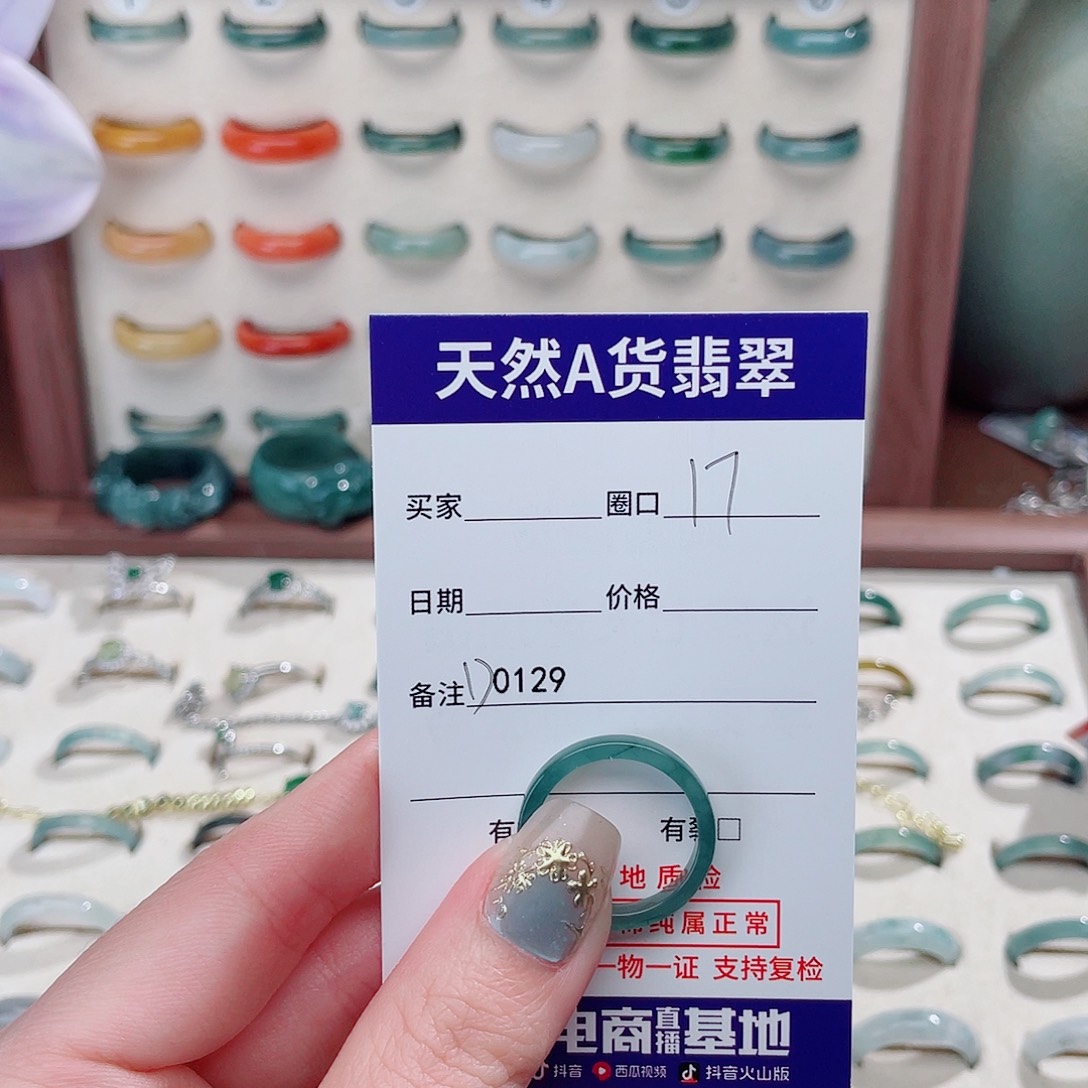 天然A货翡翠
买家 圈口 17
日期 价格
备注 D0129
有 有裂□
地质检
纯属正常
一物一证 支持复检
电商直播基地
抖音 西瓜视频 抖音火山版